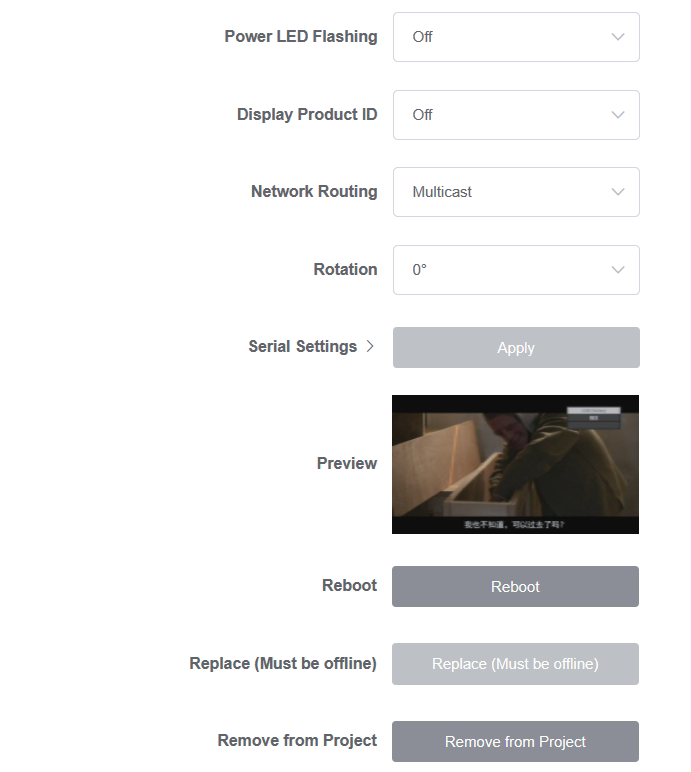 Power LED Flashing Off
Display Product ID Off
Network Routing Multicast
Rotation 0°
Serial Settings Apply
Preview
我也不知道，可以过去了吗?
Reboot Reboot
Replace (Must be offline) Replace (Must be offline)
Remove from Project Remove from Project